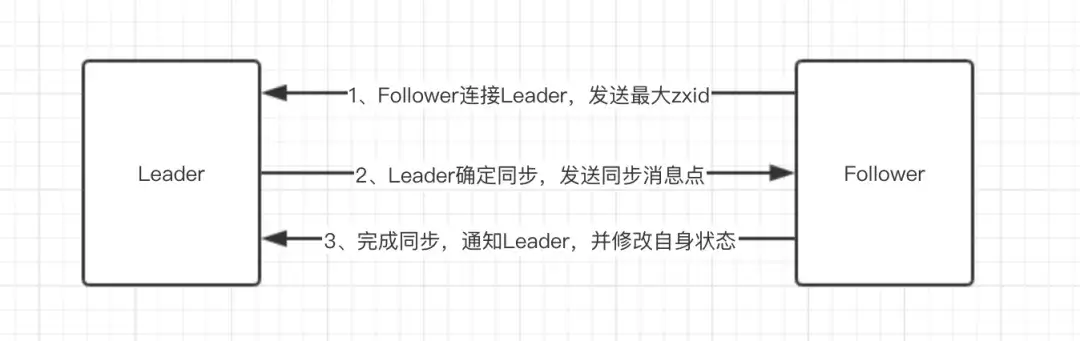 1、Follower连接Leader，发送最大zxid
Leader
2、Leader确定同步，发送同步消息点
Follower
3、完成同步，通知Leader，并修改自身状态